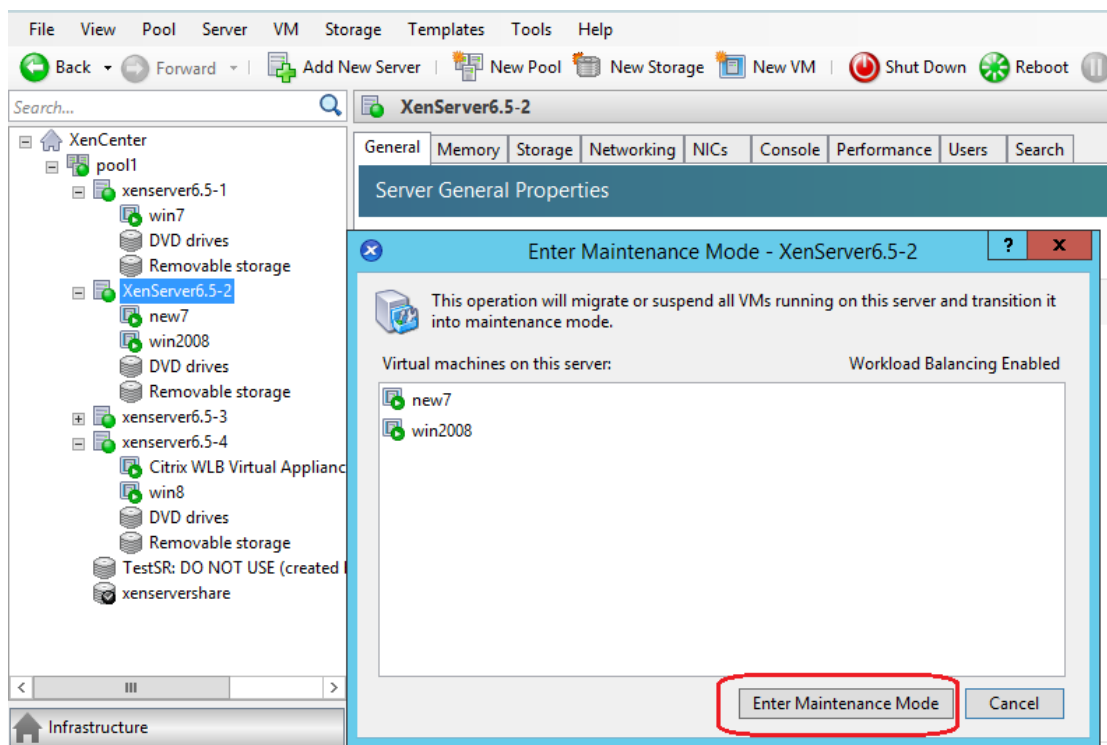 File View Pool Server VM Storage Templates Tools Help
Back Forward Add New Server New Pool New Storage New VM Shut Down Reboot
Search...
XenServer6.5-2
XenCenter
pool1
xenserver6.5-1
win7
DVD drives
Removable storage
XenServer6.5-2
new7
win2008
DVD drives
Removable storage
xenserver6.5-3
xenserver6.5-4
Citrix WLB Virtual Applianc
win8
DVD drives
Removable storage
TestSR: DO NOT USE (created
xenservershare
Infrastructure
General Memory Storage Networking NICs Console Performance Users Search
Server General Properties
Enter Maintenance Mode - XenServer6.5-2
? x
This operation will migrate or suspend all VMs running on this server and transition it
into maintenance mode.
Virtual machines on this server: Workload Balancing Enabled
new7
win2008
Enter Maintenance Mode Cancel